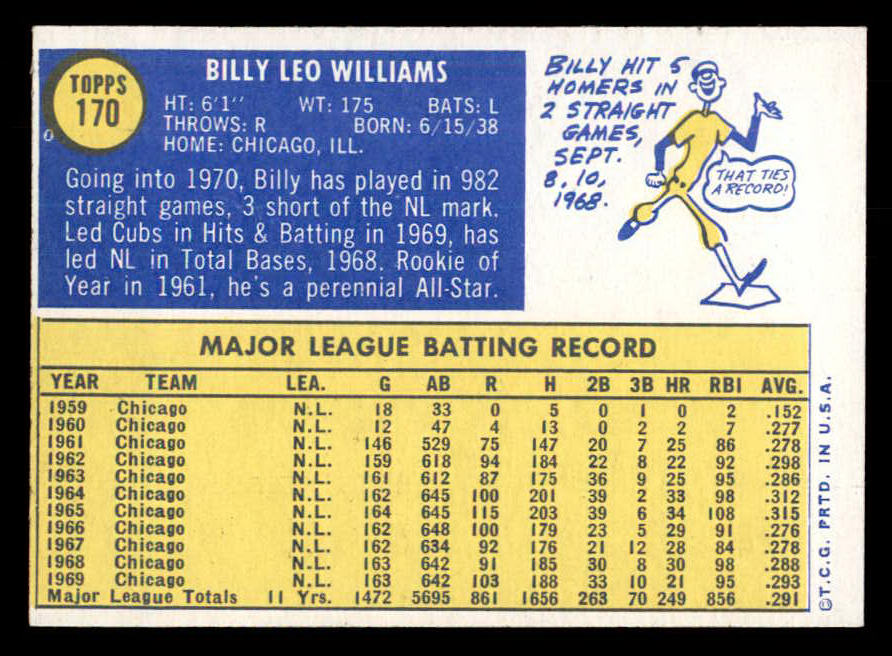 TOPPS
170
BILLY LEO WILLIAMS
HT: 6'1" WT: 175 BATS: L
THROWS: R BORN: 6/15/38
HOME: CHICAGO, ILL.
Going into 1970, Billy has played in 982
straight games, 3 short of the NL mark.
Led Cubs in Hits & Batting in 1969, has
led NL in Total Bases, 1968. Rookie of
Year in 1961, he's a perennial All-Star.
BILLY HIT 5
HOMERS IN
2 STRAIGHT
GAMES,
SEPT.
8, 10,
1968.
THAT TIES
A RECORD!
MAJOR LEAGUE BATTING RECORD
YEAR TEAM LEA. G AB R H 2B 3B HR RBI AVG.
1959 Chicago N.L. 18 33 0 5 0 1 0 2 .152
1960 Chicago N.L. 12 47 4 13 0 2 2 7 .277
1961 Chicago N.L. 146 529 75 147 20 7 25 86 .278
1962 Chicago N.L. 159 618 94 184 22 8 22 92 .298
1963 Chicago N.L. 161 612 87 175 36 9 25 95 .286
1964 Chicago N.L. 162 645 100 201 39 2 33 98 .312
1965 Chicago N.L. 164 645 115 203 39 6 34 108 .315
1966 Chicago N.L. 162 648 100 179 23 5 29 91 .276
1967 Chicago N.L. 162 634 92 176 21 12 28 84 .278
1968 Chicago N.L. 163 642 91 185 30 8 30 98 .288
1969 Chicago N.L. 163 642 103 188 33 10 21 95 .293
Major League Totals 11 Yrs. 1472 5695 861 1656 263 70 249 856 .291
©T.C.G. PRTD. IN U.S.A.